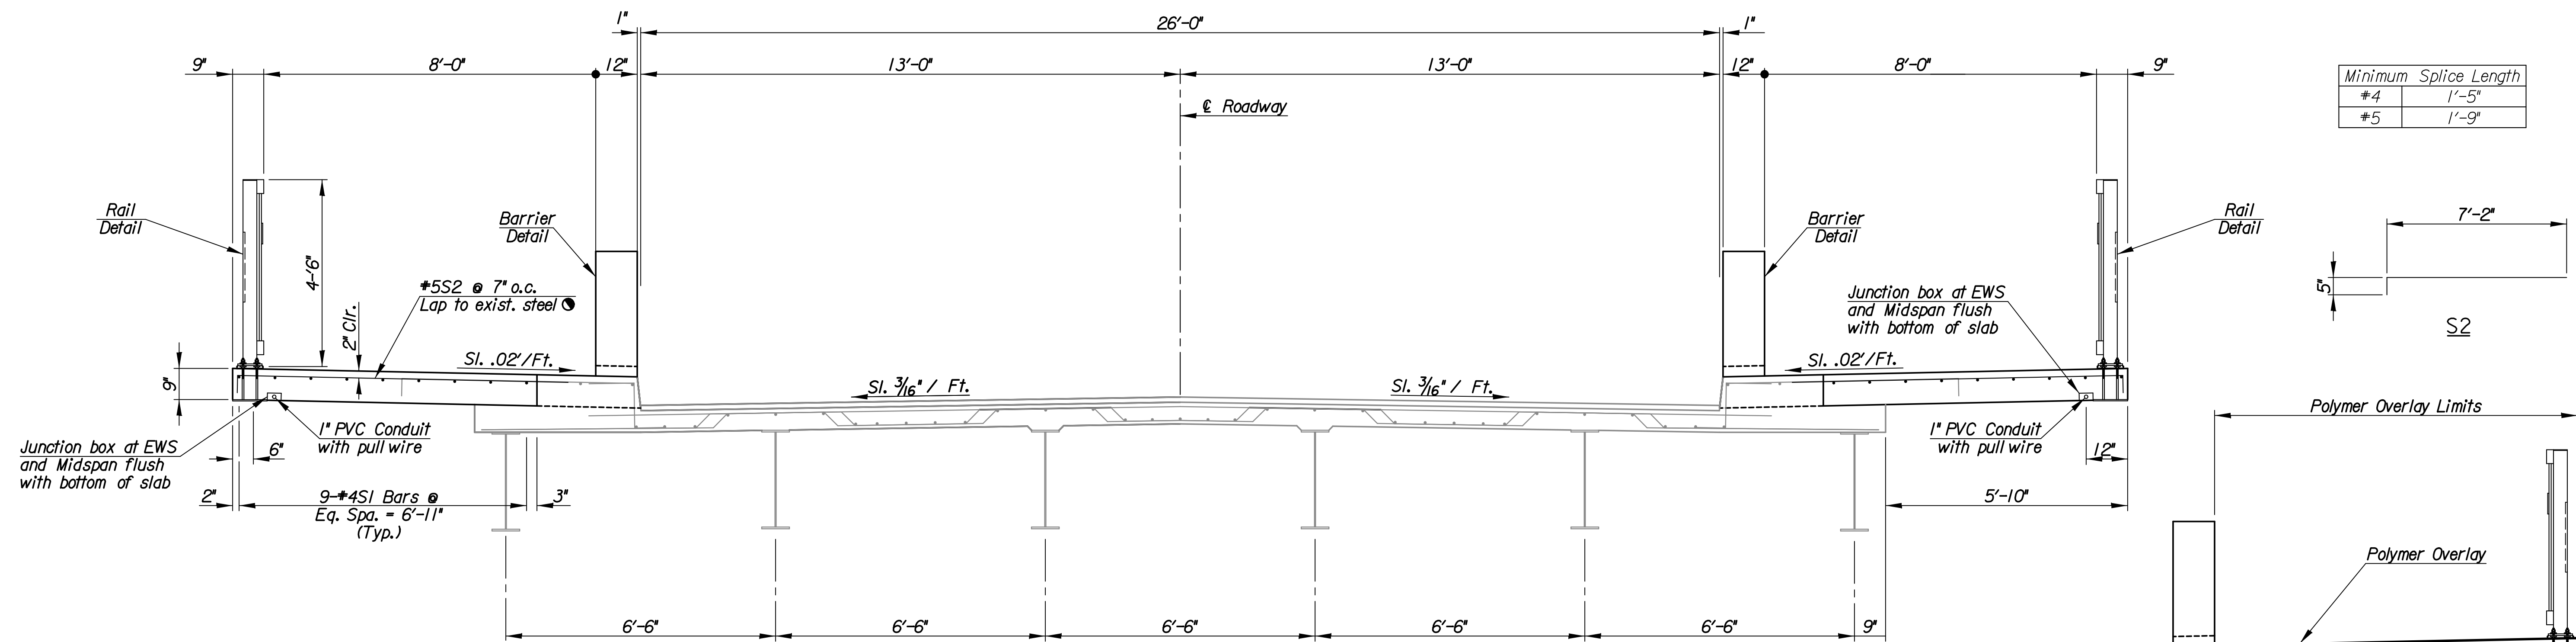 1"
26'-0"
1"
9"
8'-0"
12"
13'-0"
13'-0"
12"
8'-0"
9"
℄ Roadway
Minimum Splice Length
#4 1'-5"
#5 1'-9"
Rail
Detail
Barrier
Detail
Barrier
Detail
Rail
Detail
7'-2"
5"
S2
4'-6"
#5S2 @ 7" o.c.
Lap to exist. steel
2" Clr.
Junction box at EWS
and Midspan flush
with bottom of slab
Sl. .02'/Ft.
Sl. .02'/Ft.
9"
Sl. 3/16" / Ft.
Sl. 3/16" / Ft.
Polymer Overlay Limits
Junction box at EWS
and Midspan flush
with bottom of slab
6"
1" PVC Conduit
with pull wire
1" PVC Conduit
with pull wire
12"
2"
9-#4S1 Bars @
Eq. Spa. = 6'-11"
(Typ.)
3"
5'-10"
Polymer Overlay
6'-6"
6'-6"
6'-6"
6'-6"
6'-6"
9"